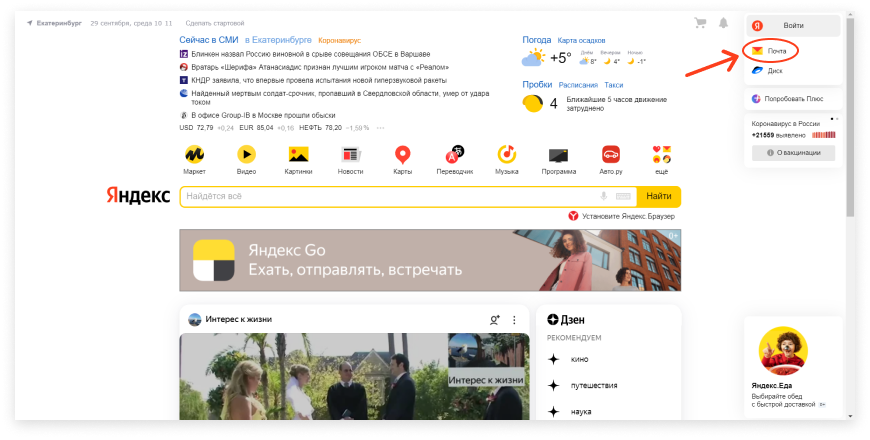 Екатеринбург 29 сентября, среда 10 11 Сделать стартовой
Войти
Почта
Диск
Попробовать Плюс
Коронавирус в России
+21559 выявлено
О вакцинации
Сейчас в СМИ в Екатеринбурге Коронавирус
Блинкен назвал Россию виновной в срыве совещания ОБСЕ в Варшаве
Вратарь «Шерифа» Атанасиадис признан лучшим игроком матча с «Реалом»
КНДР заявила, что впервые провела испытания новой гиперзвуковой ракеты
Найденный мертвым солдат-срочник, пропавший в Свердловской области, умер от удара
током
В офисе Group-IB в Москве прошли обыски
USD 72,79 +0,24 EUR 85,04 +0,16 НЕФТЬ 78,20 −1,59 % ···
Погода Карта осадков
+5° Днём 8° Вечером 4° Ночью -1°
Пробки Расписания Такси
4 Ближайшие 5 часов движение
затруднено
Маркет Видео Картинки Новости Карты Переводчик Музыка Программа Авто ру ещё
Яндекс Найдётся всё Найти
Установите Яндекс.Браузер
Яндекс Go
Ехать, отправлять, встречать
0+
Интерес к жизни
Интерес к жизни
Дзен
РЕКОМЕНДУЕМ
кино
путешествия
наука
Яндекс.Еда
Выбирайте обед
с быстрой доставкой